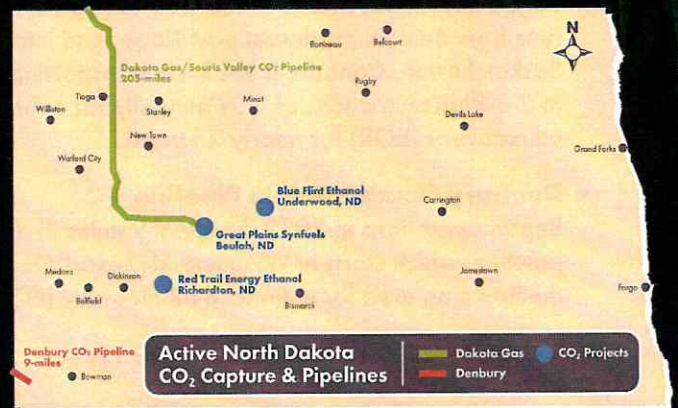 N
Bottineau
Belcourt
Dakota Gas/Souris Valley CO₂ Pipeline
205-miles
Rugby
Tioga
Williston
Stanley
Minot
Devils Lake
New Town
Grand Forks
Watford City
Blue Flint Ethanol
Underwood, ND
Carrington
Great Plains Synfuels
Beulah, ND
Medora
Dickinson
Belfield
Red Trail Energy Ethanol
Richardton, ND
Bismarck
Jamestown
Fargo
Denbury CO₂ Pipeline
9-miles
Bowman
Active North Dakota
CO₂ Capture & Pipelines
Dakota Gas
CO₂ Projects
Denbury